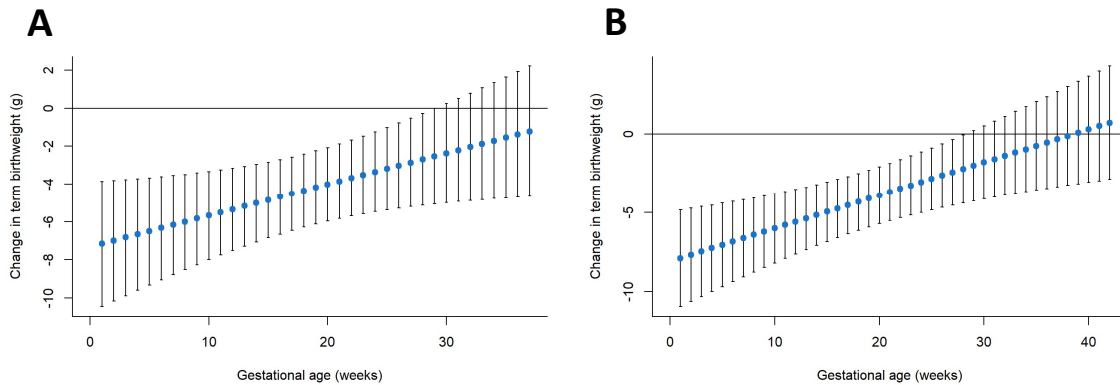 A
Change in term birthweight (g)
2
0
-2
-4
-6
-8
-10
0 10 20 30
Gestational age (weeks)
B
Change in term birthweight (g)
0
-5
-10
0 10 20 30 40
Gestational age (weeks)